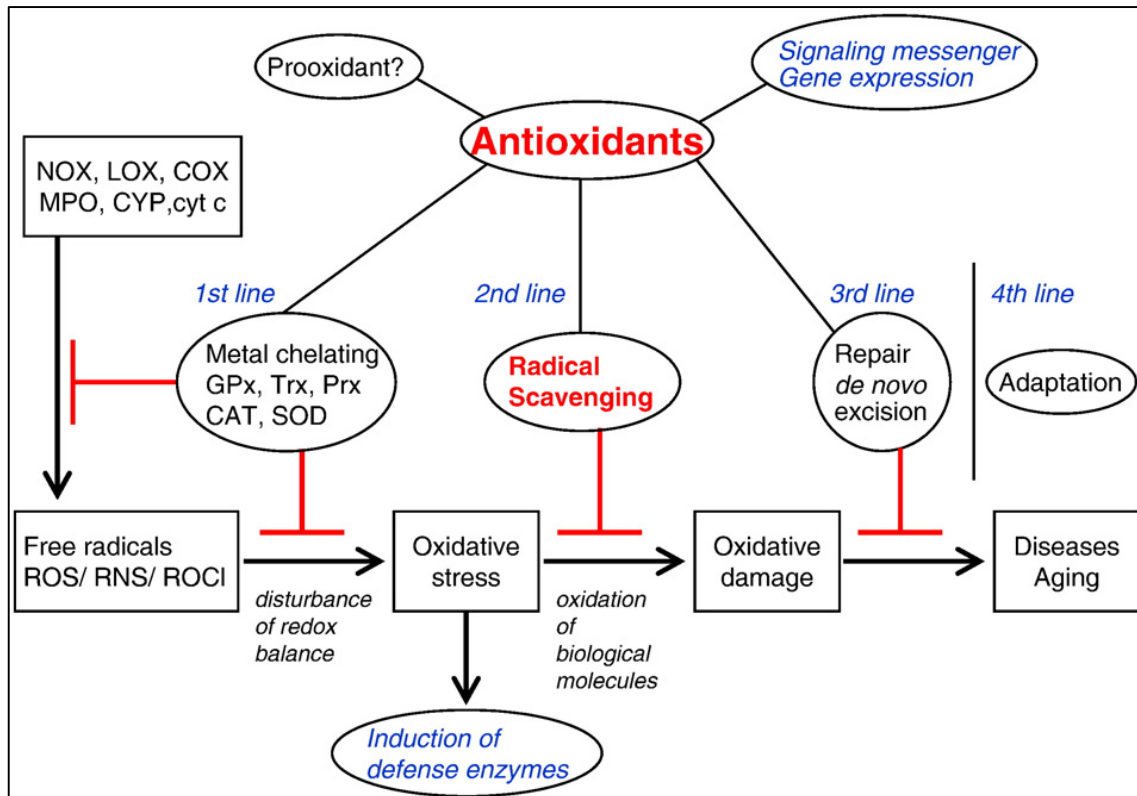 Prooxidant?
Signaling messenger
Gene expression
Antioxidants
NOX, LOX, COX
MPO, CYP,cyt c
1st line
2nd line
3rd line
4th line
Metal chelating
GPx, Trx, Prx
CAT, SOD
Radical
Scavenging
Repair
de novo
excision
Adaptation
Free radicals
ROS/ RNS/ ROCl
Oxidative
stress
Oxidative
damage
Diseases
Aging
disturbance
of redox
balance
oxidation
of
biological
molecules
Induction of
defense enzymes